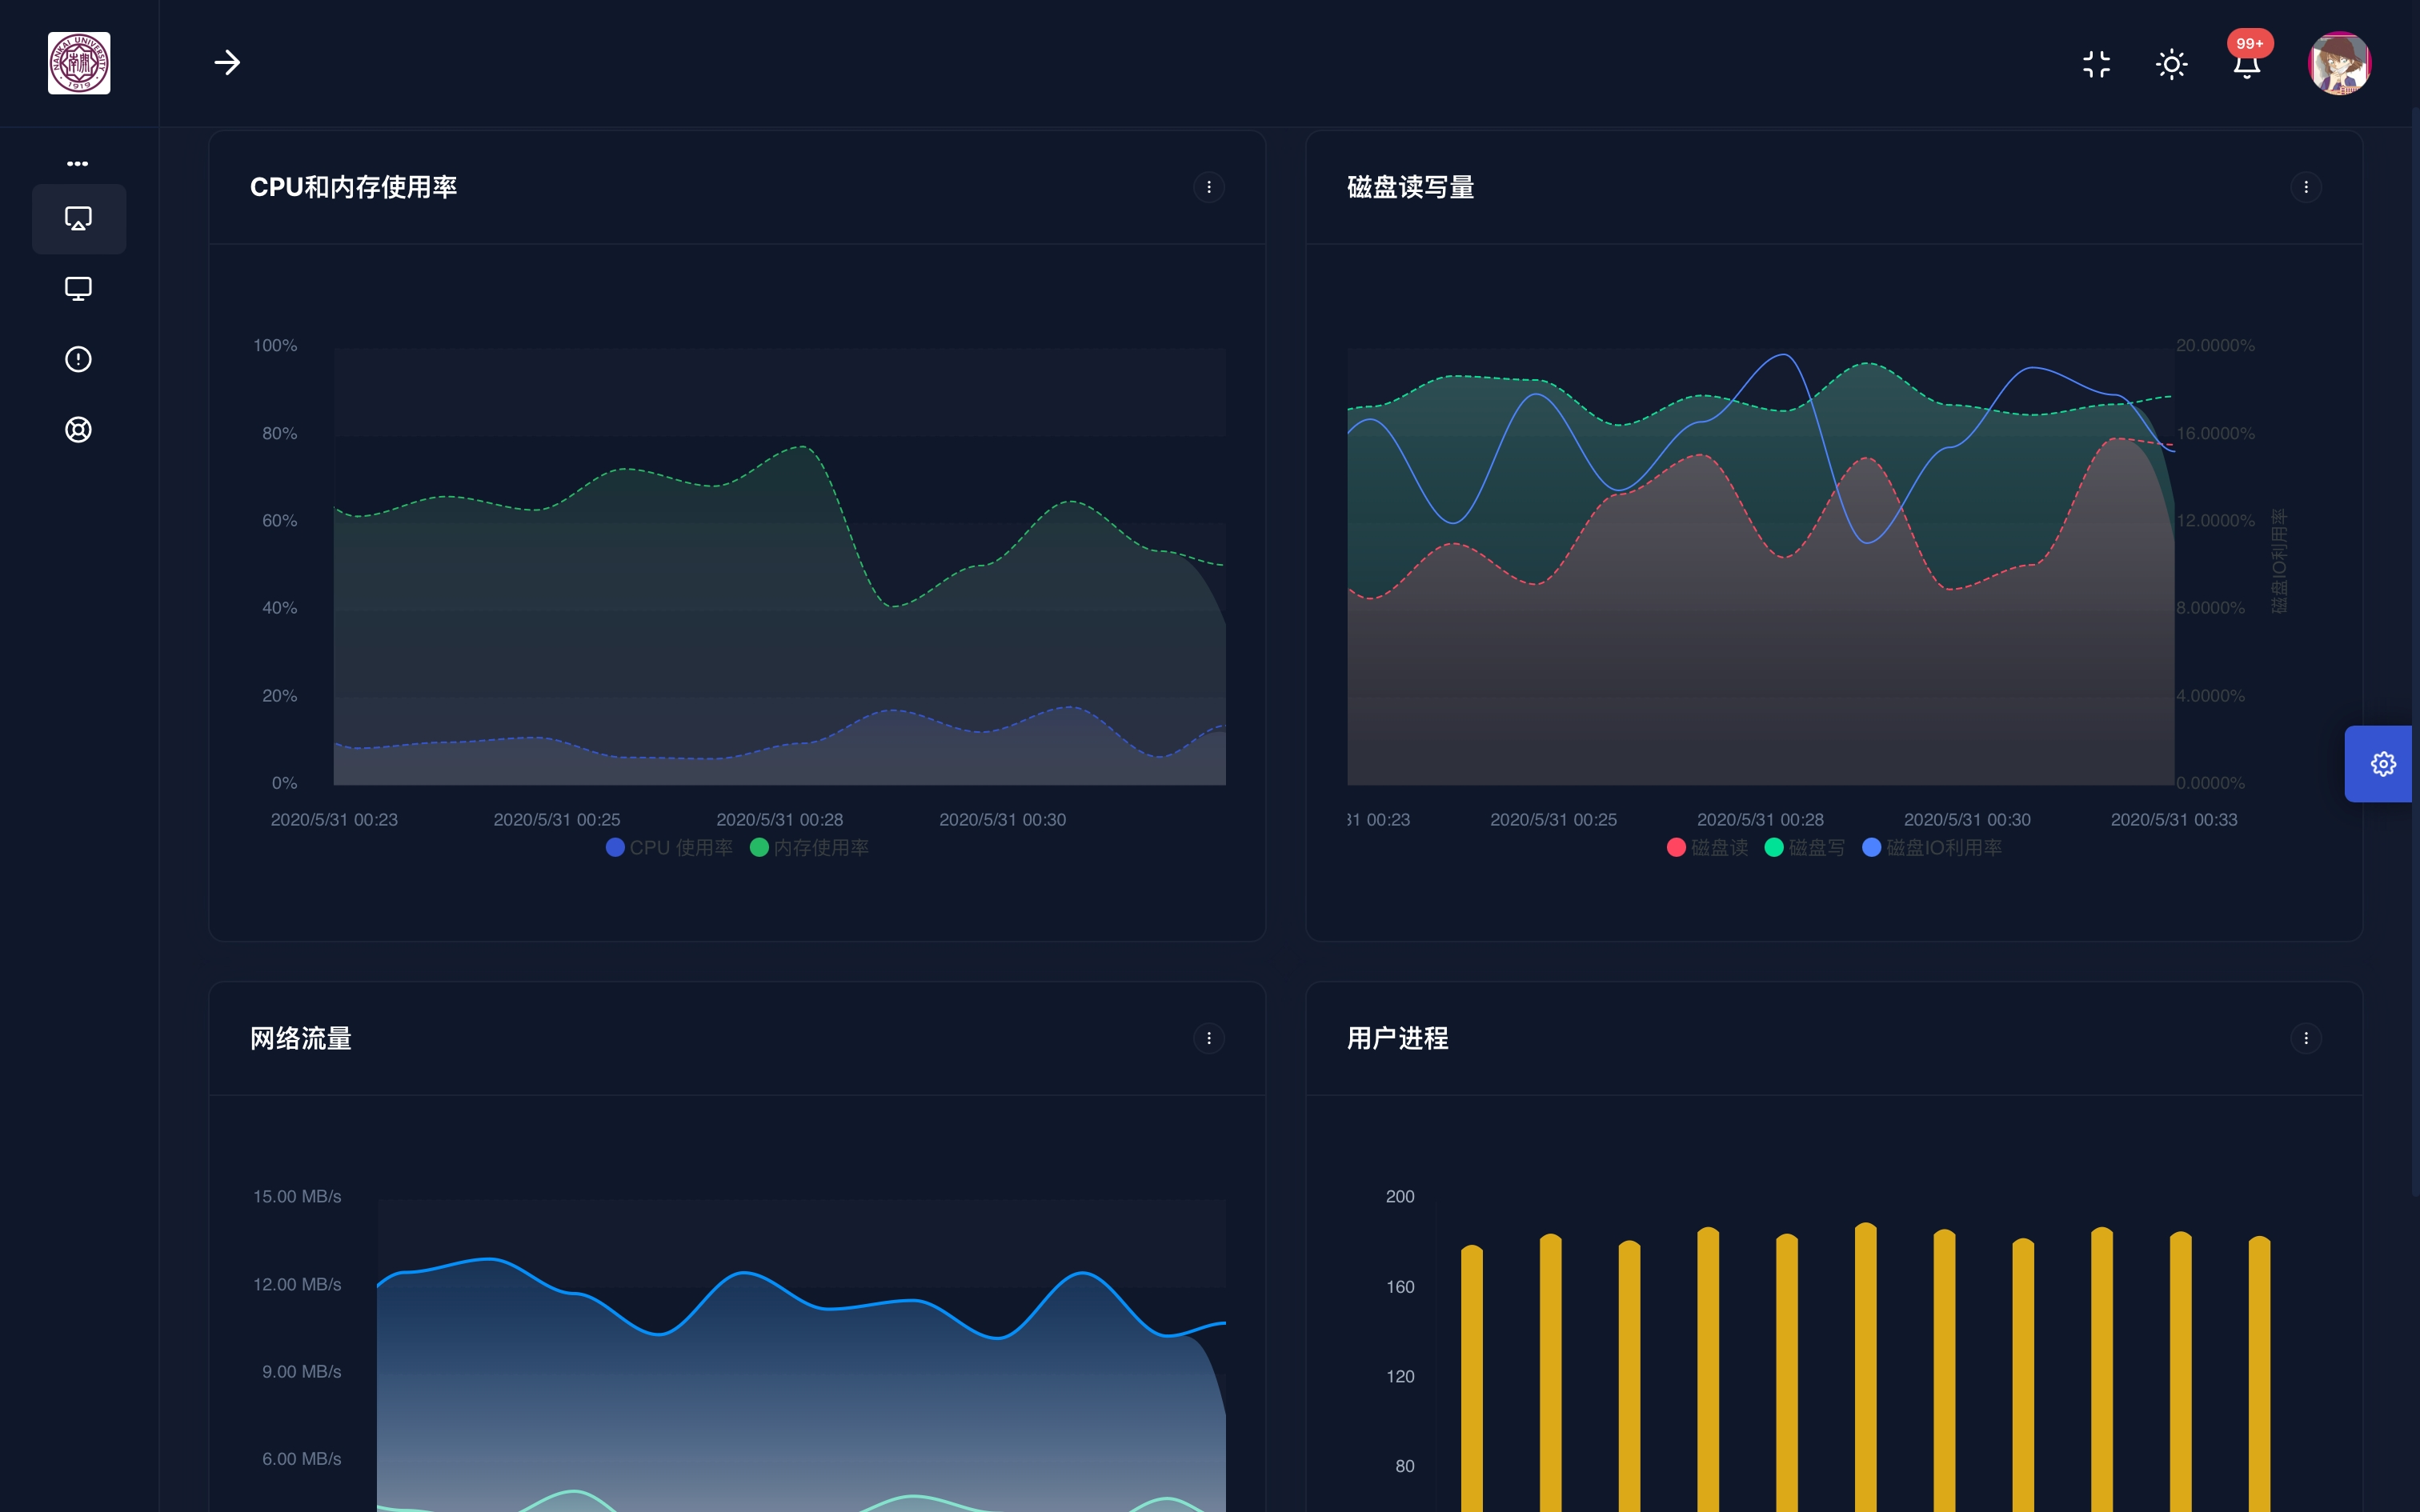 NANKAI UNIVERSITY
1919
99+
CPU和内存使用率
100%
80%
60%
40%
20%
0%
2020/5/31 00:23
2020/5/31 00:25
2020/5/31 00:28
2020/5/31 00:30
CPU 使用率
内存使用率
磁盘读写量
20.0000%
16.0000%
12.0000%
8.0000%
4.0000%
0.0000%
磁盘IO利用率
31 00:23
2020/5/31 00:25
2020/5/31 00:28
2020/5/31 00:30
2020/5/31 00:33
磁盘读
磁盘写
磁盘IO利用率
网络流量
15.00 MB/s
12.00 MB/s
9.00 MB/s
6.00 MB/s
用户进程
200
160
120
80